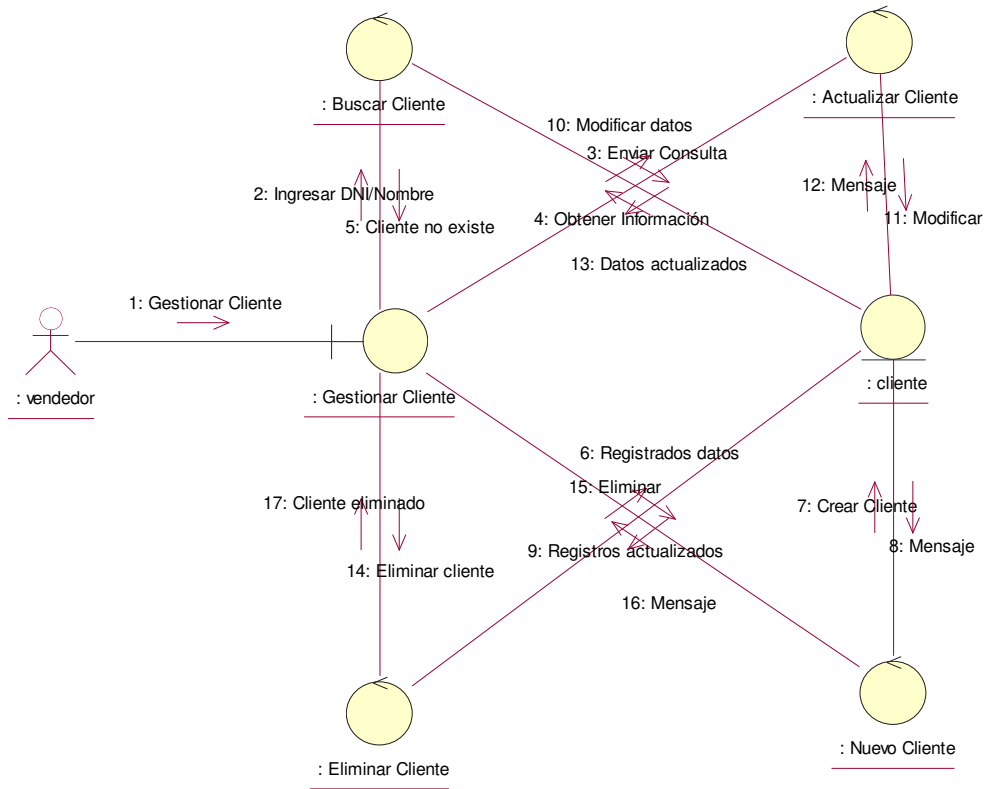 : Buscar Cliente
: Actualizar Cliente
10: Modificar datos
3: Enviar Consulta
2: Ingresar DNI/Nombre
12: Mensaje
5: Cliente no existe
4: Obtener Información
11: Modificar
13: Datos actualizados
1: Gestionar Cliente
: vendedor
: Gestionar Cliente
: cliente
6: Registrados datos
15: Eliminar
17: Cliente eliminado
7: Crear Cliente
9: Registros actualizados
8: Mensaje
14: Eliminar cliente
16: Mensaje
: Nuevo Cliente
: Eliminar Cliente